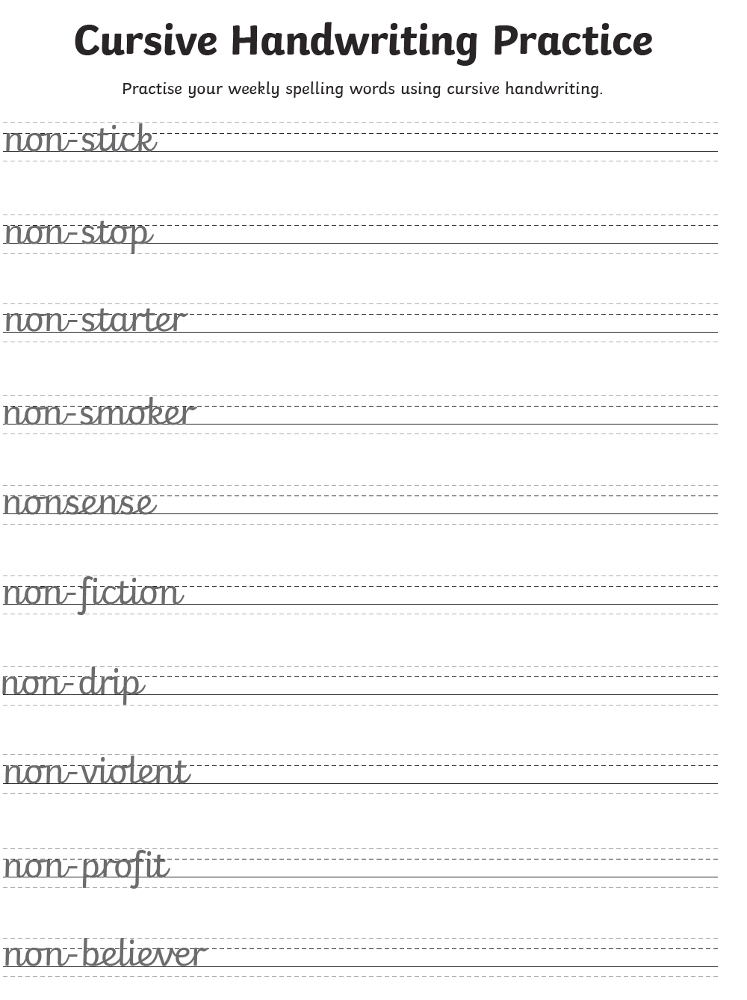 Cursive Handwriting Practice
Practise your weekly spelling words using cursive handwriting.
non-stick
non-stop
non-starter
non-smoker
nonsense
non-fiction
non-drip
non-violent
non-profit
non-believer